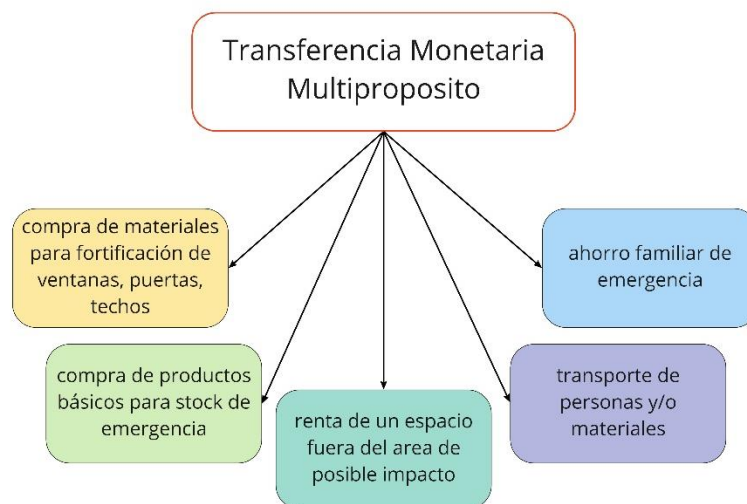 Transferencia Monetaria
Multiproposito
compra de materiales
para fortificación de
ventanas, puertas,
techos
ahorro familiar de
emergencia
compra de productos
básicos para stock de
emergencia
renta de un espacio
fuera del area de
posible impacto
transporte de
personas y/o
materiales